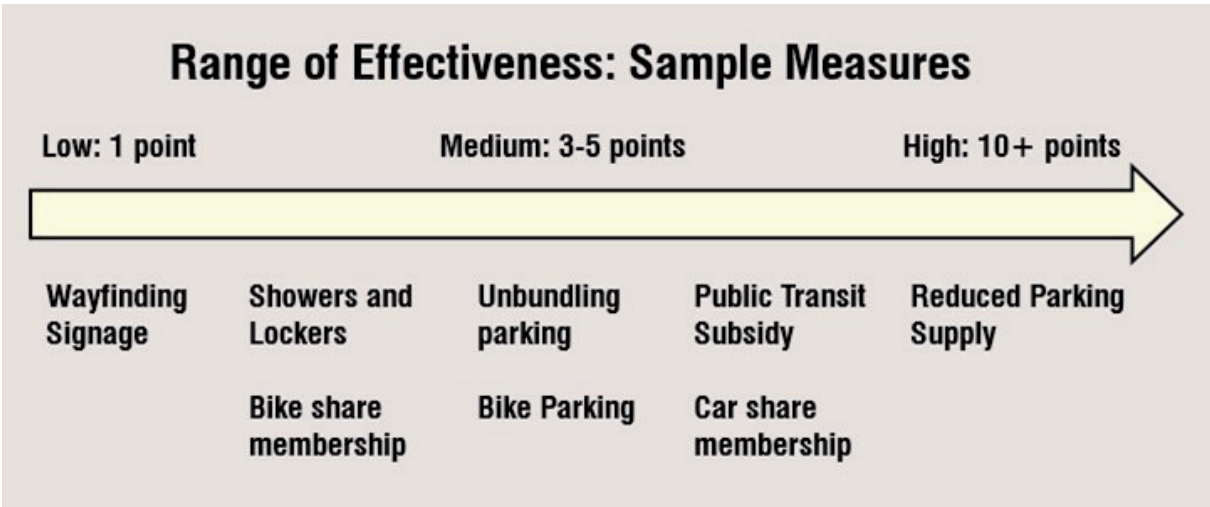 Range of Effectiveness: Sample Measures
Low: 1 point
Medium: 3-5 points
High: 10+ points
Wayfinding
Signage
Showers and
Lockers
Bike share
membership
Unbundling
parking
Bike Parking
Public Transit
Subsidy
Car share
membership
Reduced Parking
Supply